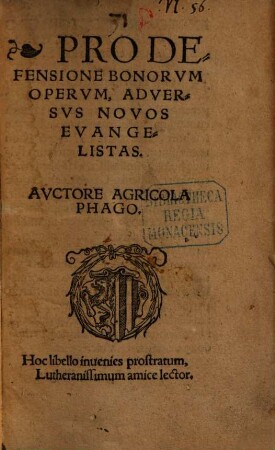 N. 56.
PRO DE-
FENSIONE BONORVM
OPERVM, ADVER-
SVS NOVOS
EVANGE-
LISTAS.
AVCTORE AGRICOLA
PHAGO.
BIBLIOTHECA
REGIA
MONACENSIS
Hoc libello inuenies prostratum,
Lutheranissimum amice lector.